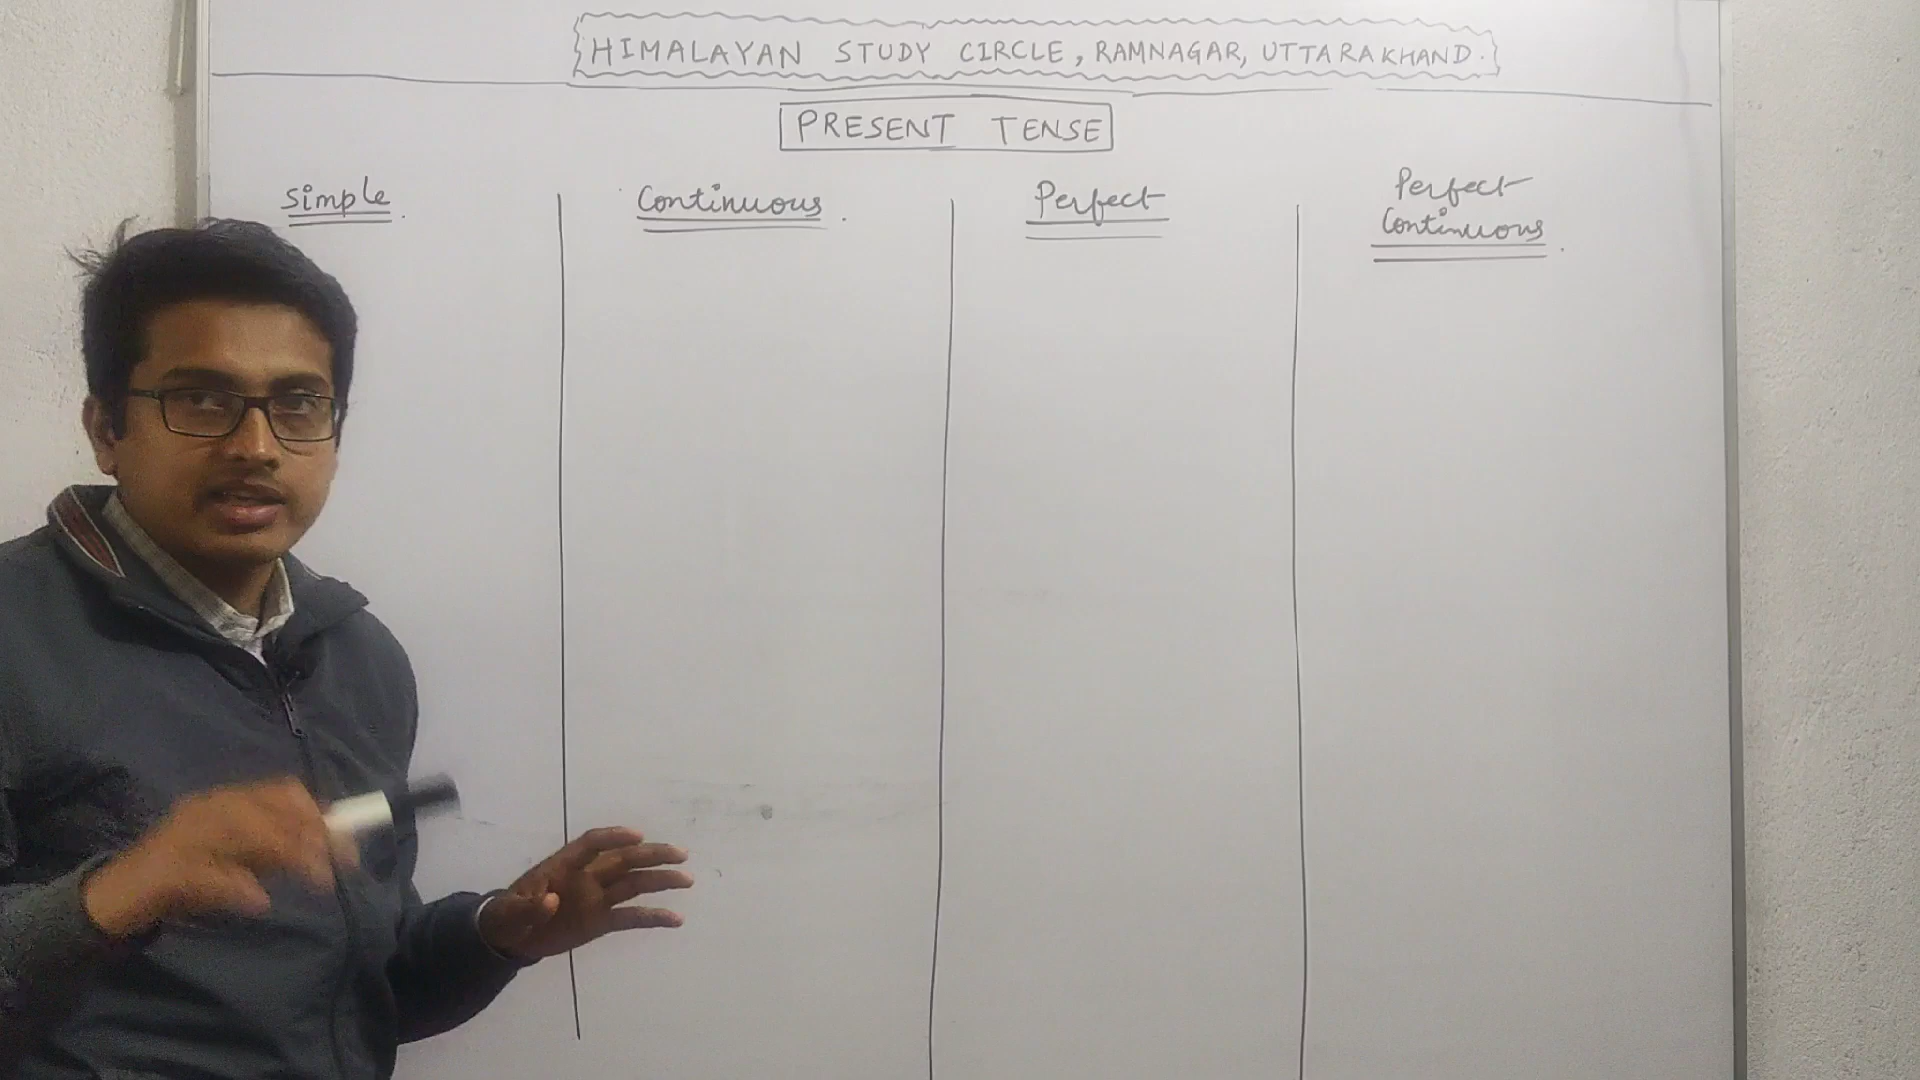 HIMALAYAN STUDY CIRCLE, RAMNAGAR, UTTARAKHAND.
PRESENT TENSE
Simple.
Continuous.
Perfect
Perfect
Continuous.